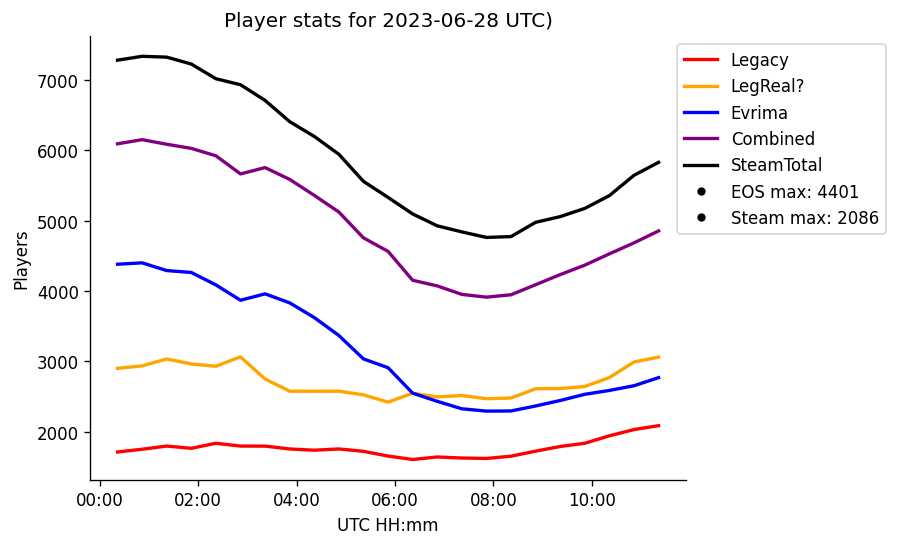 Player stats for 2023-06-28 UTC)
Players
7000
6000
5000
4000
3000
2000
00:00 02:00 04:00 06:00 08:00 10:00
UTC HH:mm
Legacy
LegReal?
Evrima
Combined
SteamTotal
EOS max: 4401
Steam max: 2086